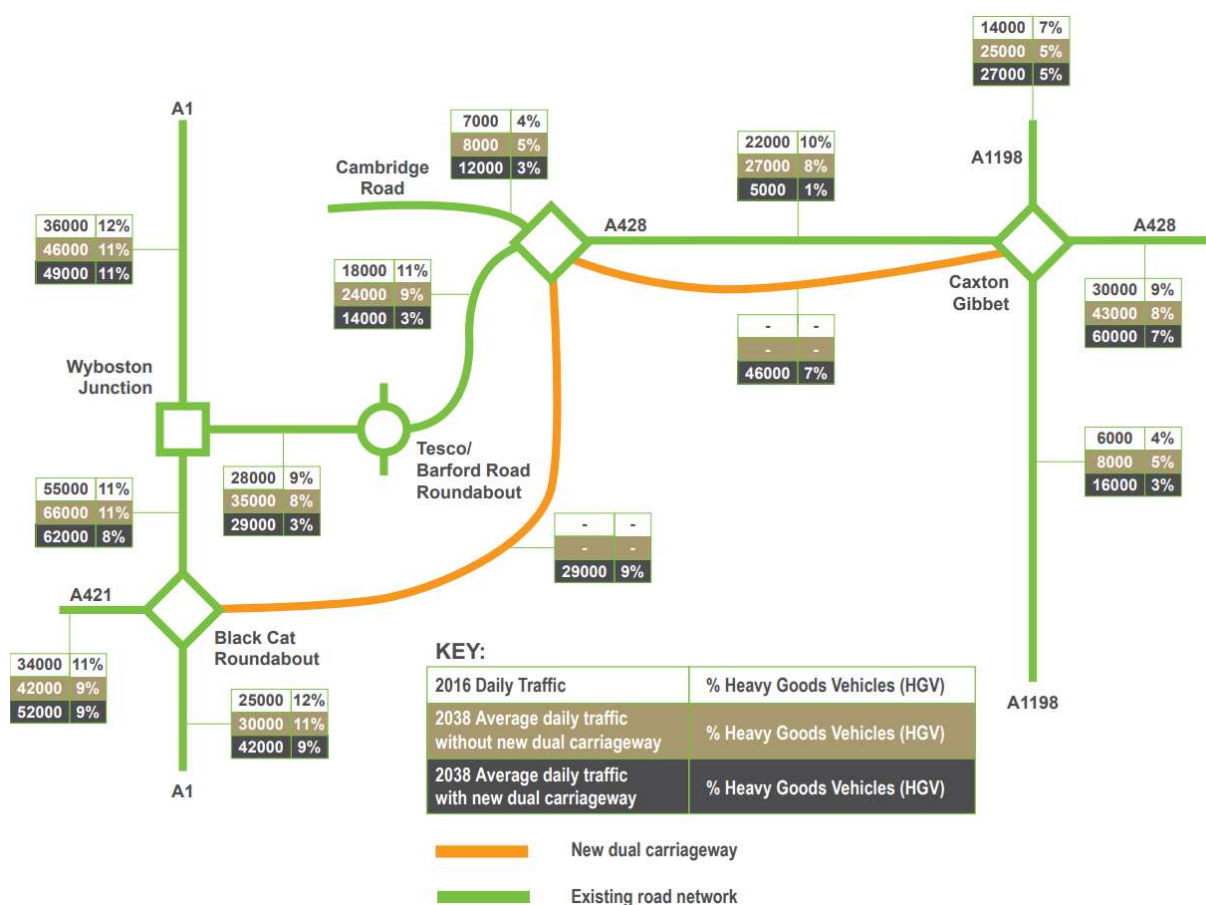 14000 7%
25000 5%
27000 5%
A1
7000 4%
8000 5%
12000 3%
22000 10%
27000 8%
5000 1%
A1198
Cambridge
Road
36000 12%
46000 11%
49000 11%
A428
A428
18000 11%
24000 9%
14000 3%
Caxton
Gibbet
30000 9%
43000 8%
60000 7%
- -
- -
46000 7%
Wyboston
Junction
Tesco/
Barford Road
Roundabout
6000 4%
8000 5%
16000 3%
28000 9%
35000 8%
29000 3%
55000 11%
66000 11%
62000 8%
- -
- -
29000 9%
A421
Black Cat
Roundabout
34000 11%
42000 9%
52000 9%
25000 12%
30000 11%
42000 9%
A1
A1198
KEY:
2016 Daily Traffic % Heavy Goods Vehicles (HGV)
2038 Average daily traffic
without new dual carriageway % Heavy Goods Vehicles (HGV)
2038 Average daily traffic
with new dual carriageway % Heavy Goods Vehicles (HGV)
New dual carriageway
Existing road network